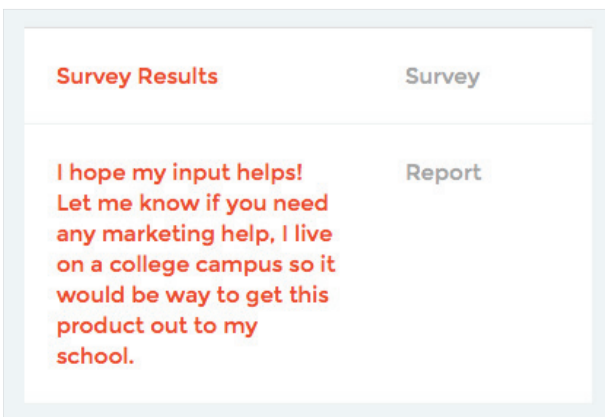 Survey Results
Survey
I hope my input helps!
Let me know if you need
any marketing help, I live
on a college campus so it
would be way to get this
product out to my
school.
Report